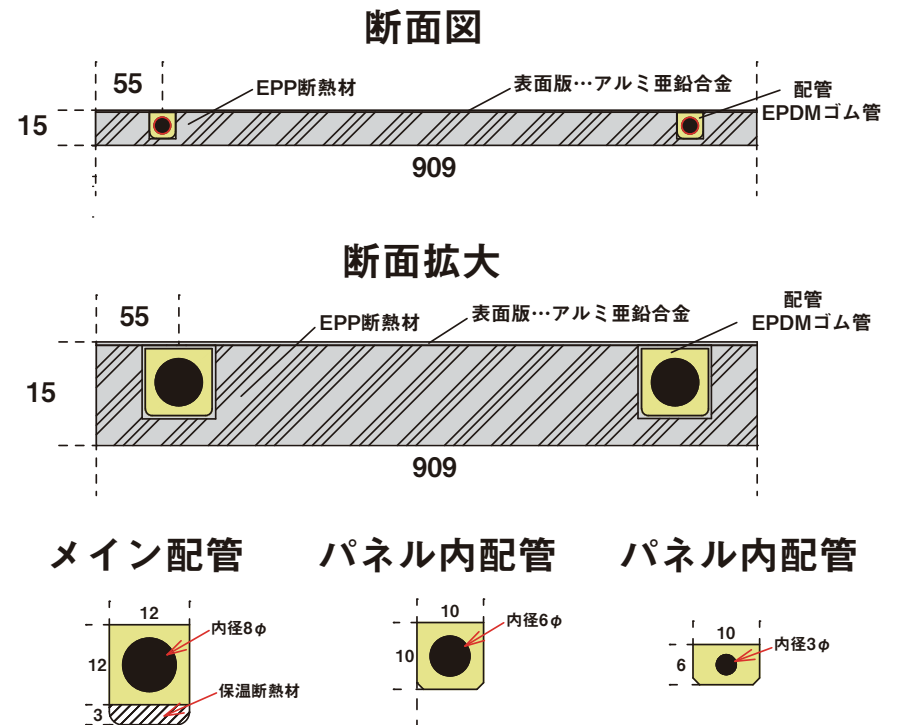 断面図
55
EPP断熱材
表面版…アルミ亜鉛合金
配管
EPDMゴム管
15
909
断面拡大
55
EPP断熱材
表面版…アルミ亜鉛合金
配管
EPDMゴム管
15
909
メイン配管
パネル内配管
パネル内配管
12
内径8φ
12
保温断熱材
3
10
内径6φ
10
10
内径3φ
6